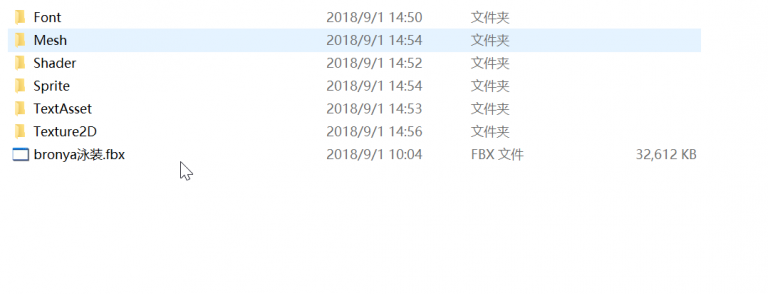 Font 2018/9/1 14:50 文件夹
Mesh 2018/9/1 14:54 文件夹
Shader 2018/9/1 14:52 文件夹
Sprite 2018/9/1 14:54 文件夹
TextAsset 2018/9/1 14:53 文件夹
Texture2D 2018/9/1 14:56 文件夹
bronya泳装.fbx 2018/9/1 10:04 FBX 文件 32,612 KB